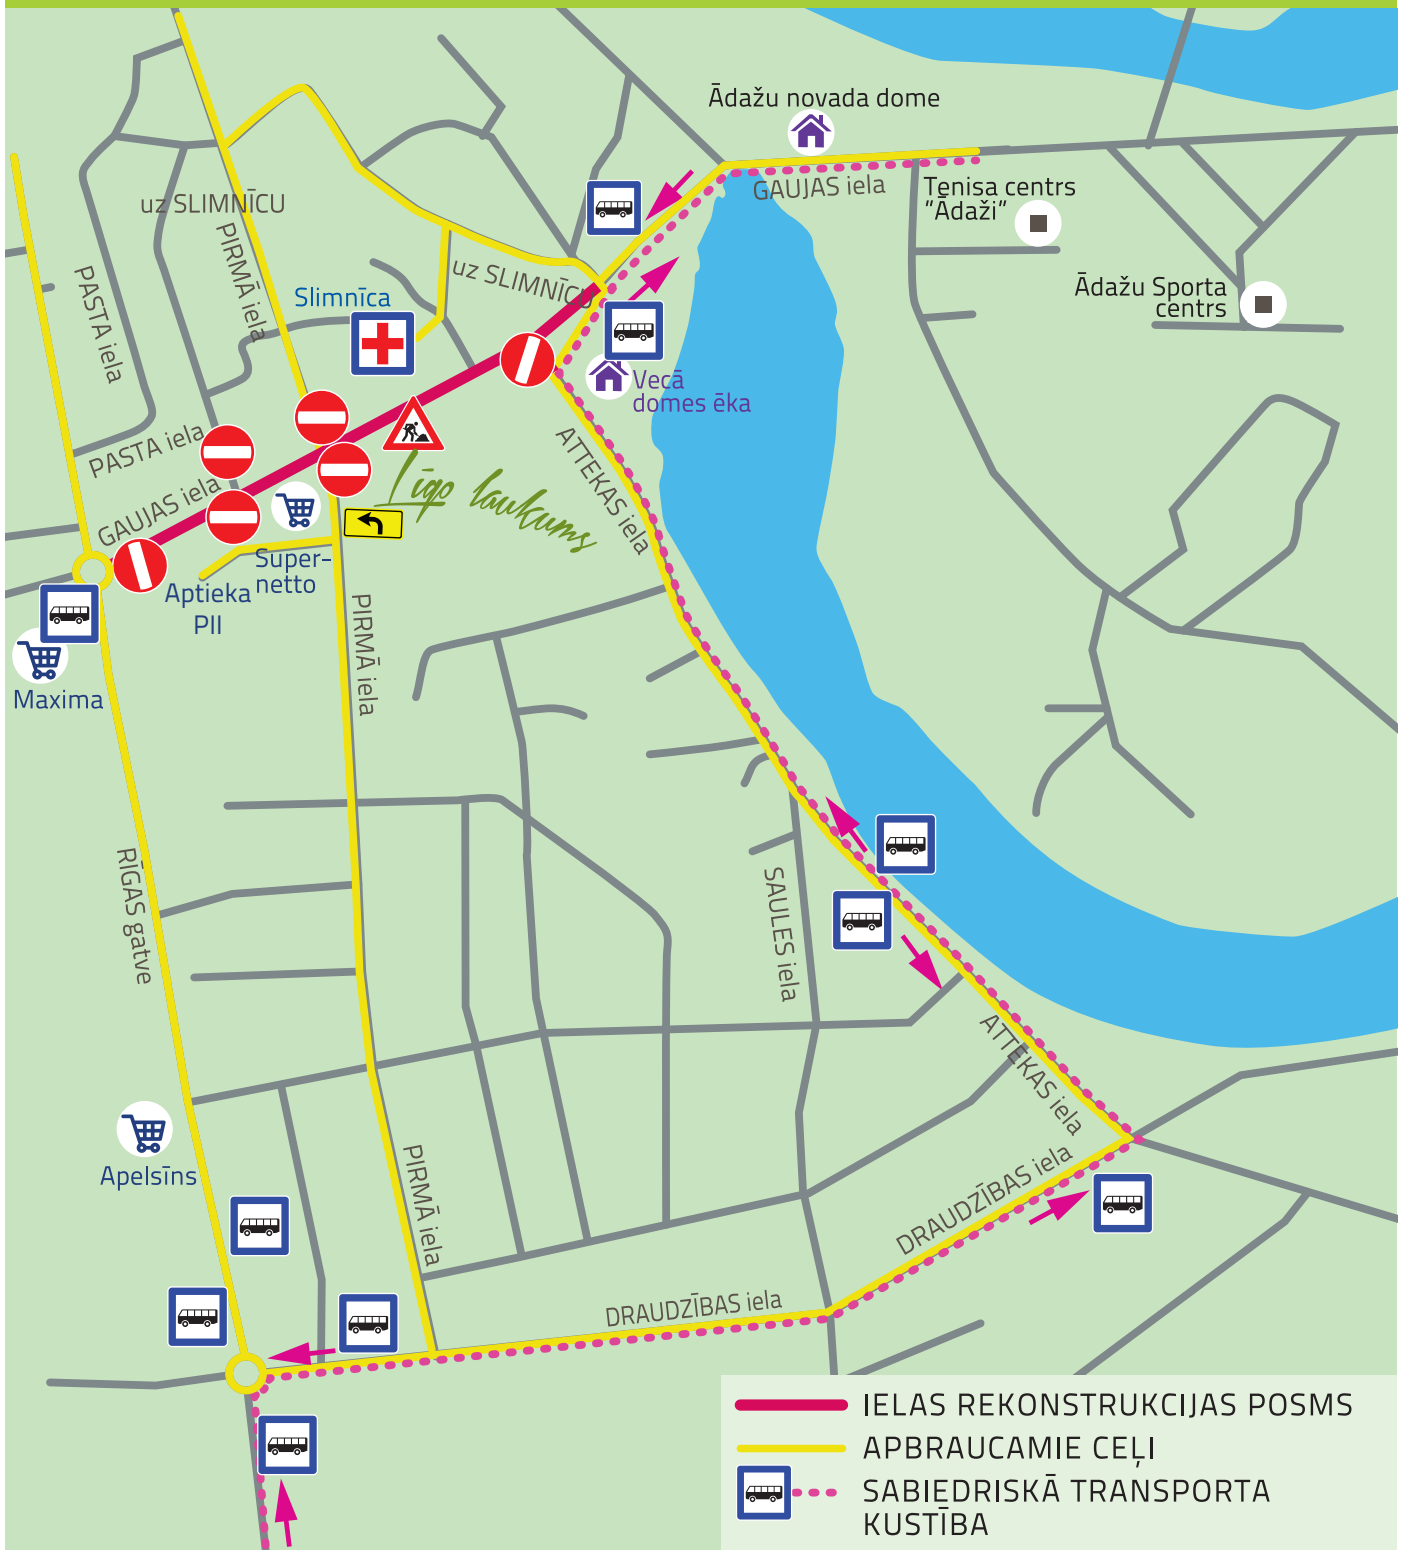 Ādažu novada dome
GAUJAS iela
Tenisa centrs
"Ādaži"
uz SLIMNĪCU
PIRMĀ iela
PASTA iela
uz SLIMNĪCU
Slimnīca
Ādažu Sporta
centrs
Vecā
domes ēka
PASTA iela
GAUJAS iela
Līgo laukums
ATTEKAS iela
Super-
netto
Aptieka
PII
PIRMĀ iela
Maxima
RĪGAS gatve
SAULES iela
ATTEKAS iela
Apelsīns
PIRMĀ iela
DRAUDZĪBAS iela
DRAUDZĪBAS iela
IELAS REKONSTRUKCIJAS POSMS
APBRAUCAMIE CEĻI
SABIEDRISKĀ TRANSPORTA
KUSTĪBA